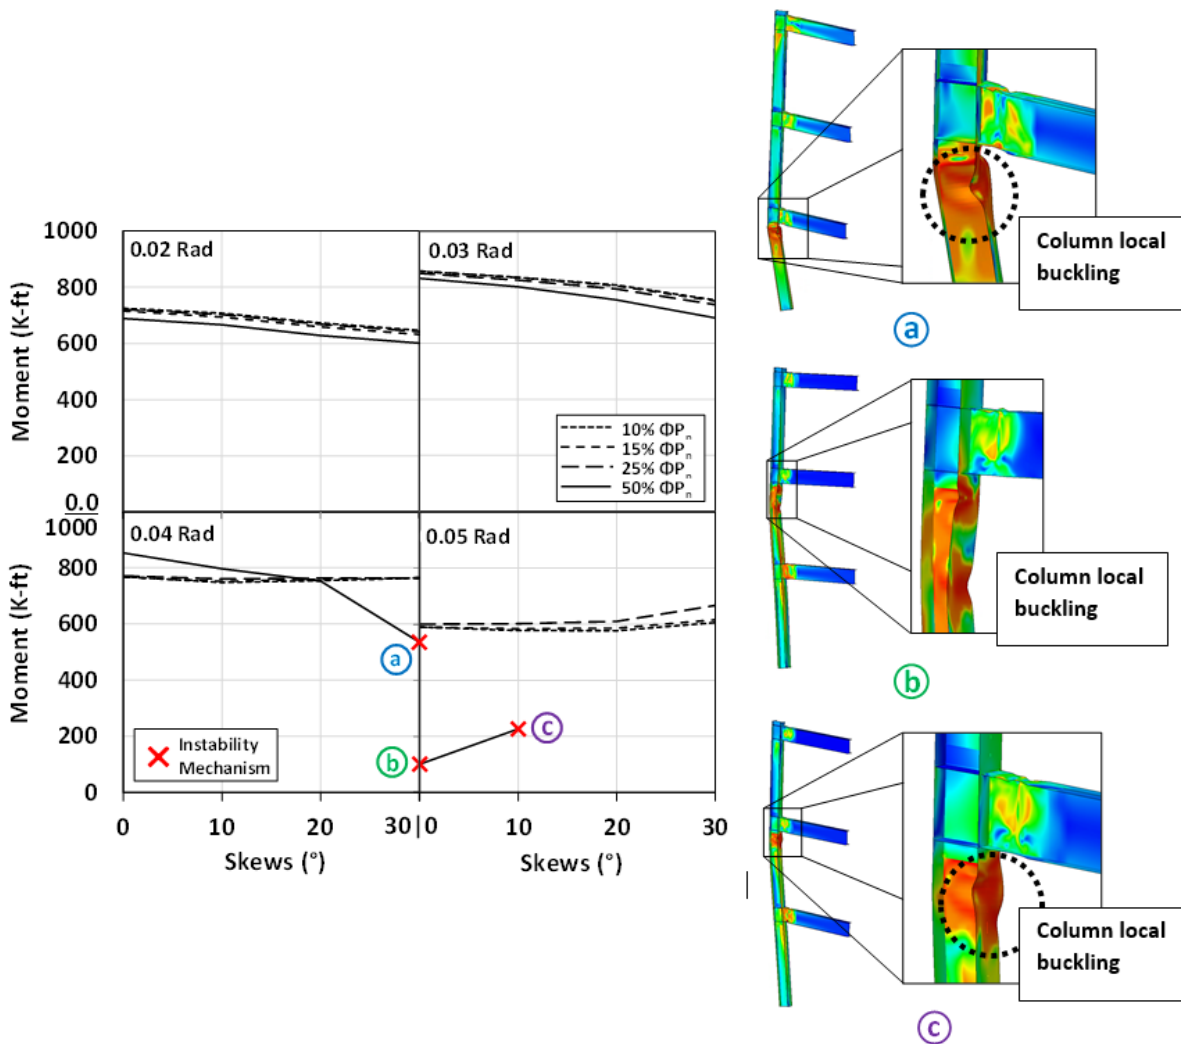 0.02 Rad
0.03 Rad
Moment (K-ft)
1000
800
600
400
200
0.0
10% ΦPn
15% ΦPn
25% ΦPn
50% ΦPn
0.04 Rad
0.05 Rad
Moment (K-ft)
1000
800
600
400
200
0
a
b
c
Instability
Mechanism
0 10 20 30 | 0 10 20 30
Skews (°) Skews (°)
Column local
buckling
a
Column local
buckling
b
Column local
buckling
c